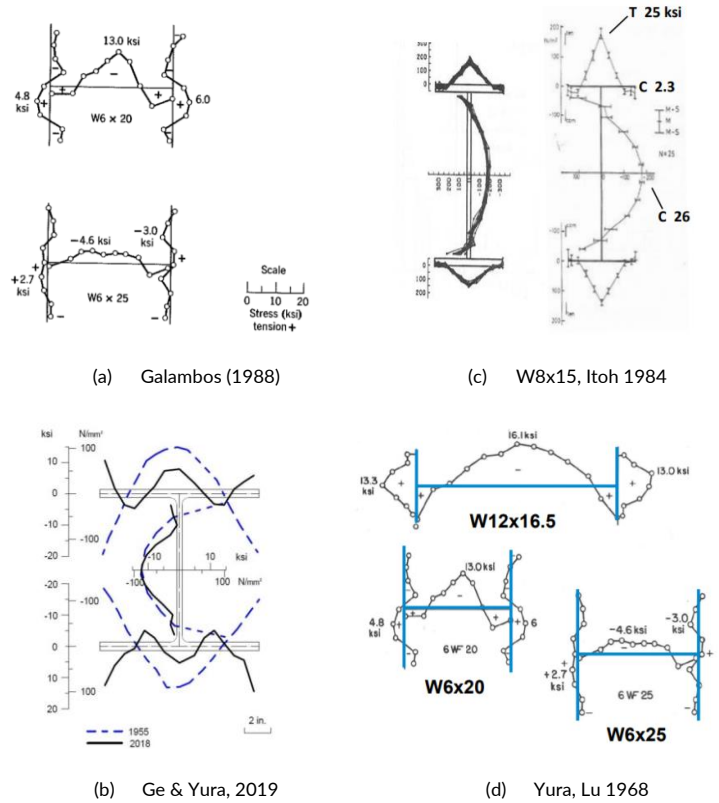 13.0 ksi
4.8
ksi
6.0
W6 × 20
-4.6 ksi
-3.0
ksi
+2.7
ksi
W6 × 25
Scale
0 10 20
Stress (ksi)
tension +
(a) Galambos (1988)
T 25 ksi
C 2.3
M+S
M
M-S
N=25
C 26
(c) W8x15, Itoh 1984
ksi N/mm²
100
10
0
-10
-100
-20
-10 10 ksi
-100 100
N/mm²
-20
-100
-10
0
10
100
20
2 in.
1955
2018
(b) Ge & Yura, 2019
16.1 ksi
13.3
ksi
13.0 ksi
W12x16.5
13.0 ksi
4.8
ksi
6
6 WF 20
W6x20
-4.6 ksi
-3.0
ksi
+2.7
ksi
6 WF 25
W6x25
(d) Yura, Lu 1968